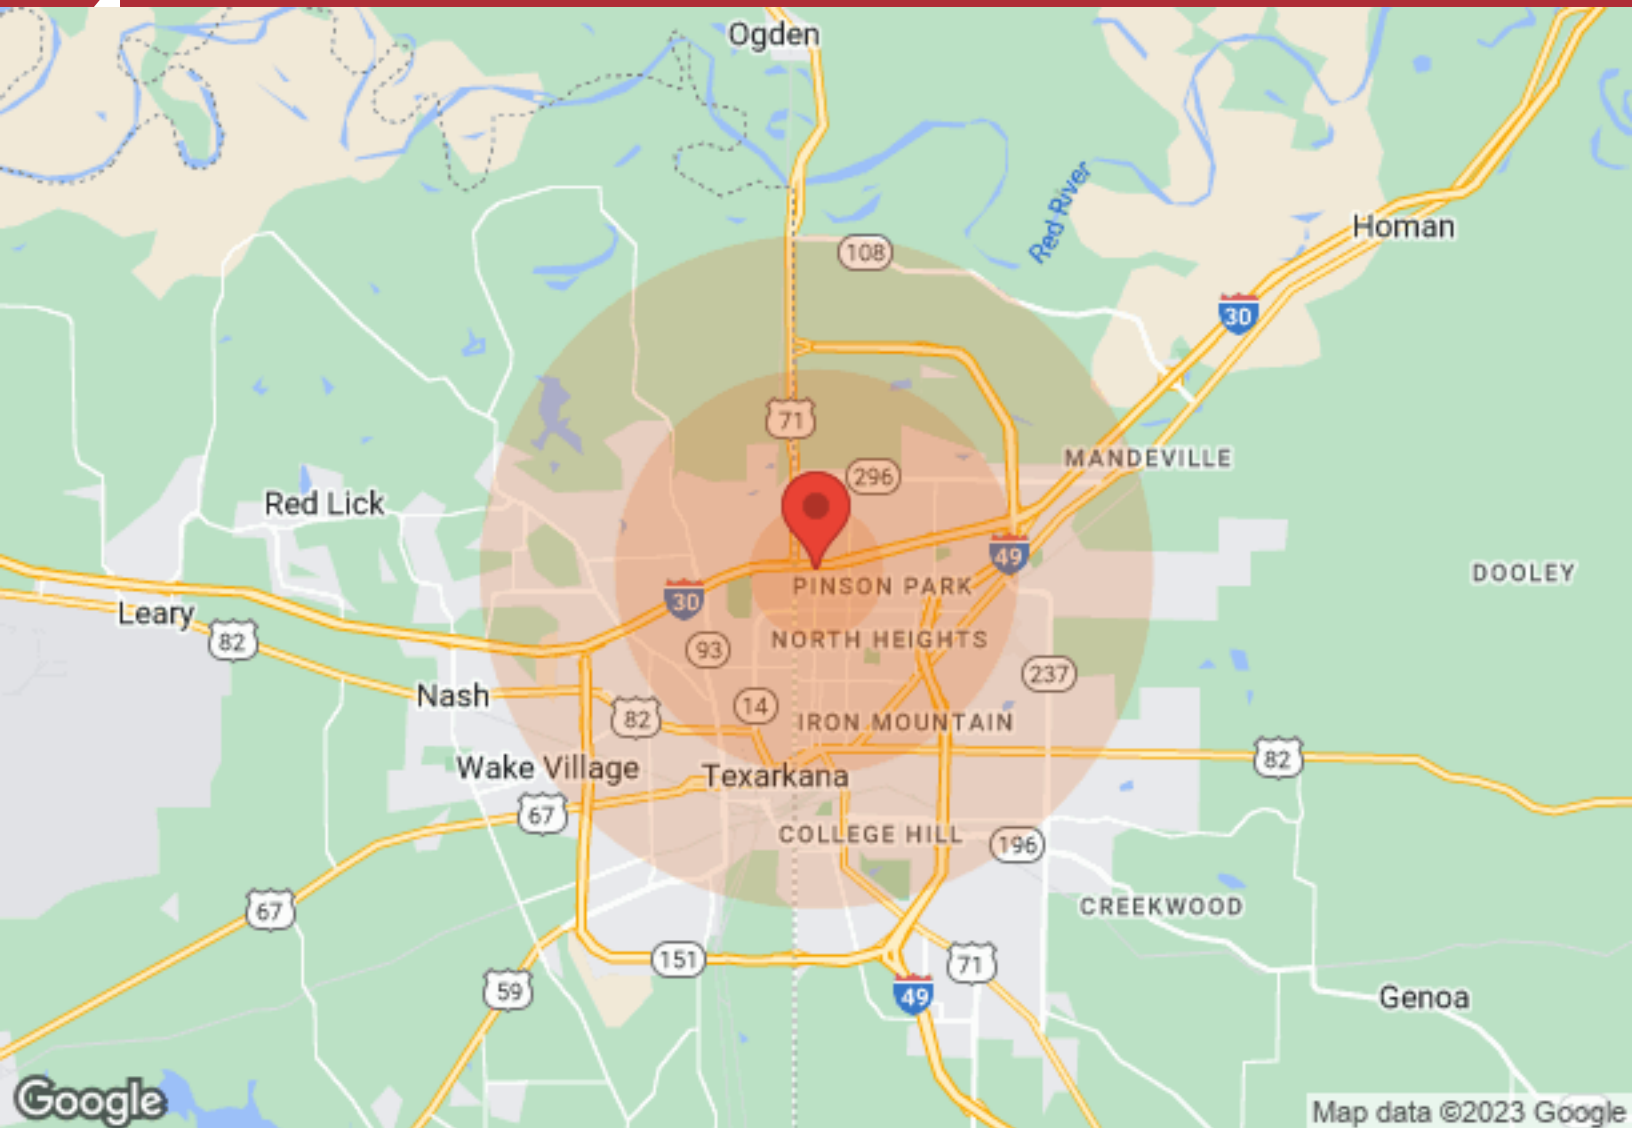 Ogden
Red River
Homan
108
30
71
MANDEVILLE
296
Red Lick
49
DOOLEY
PINSON PARK
30
Leary
82
NORTH HEIGHTS
93
237
Nash
14
82
IRON MOUNTAIN
82
Wake Village
Texarkana
67
COLLEGE HILL
196
67
CREEKWOOD
151
71
59
49
Genoa
Google
Map data ©2023 Google